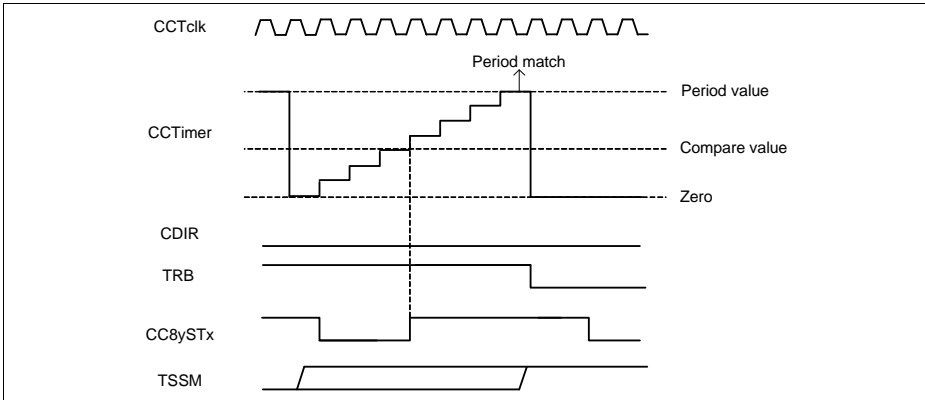 CCTclk
Period match
Period value
CCTimer
Compare value
Zero
CDIR
TRB
CC8ySTx
TSSM